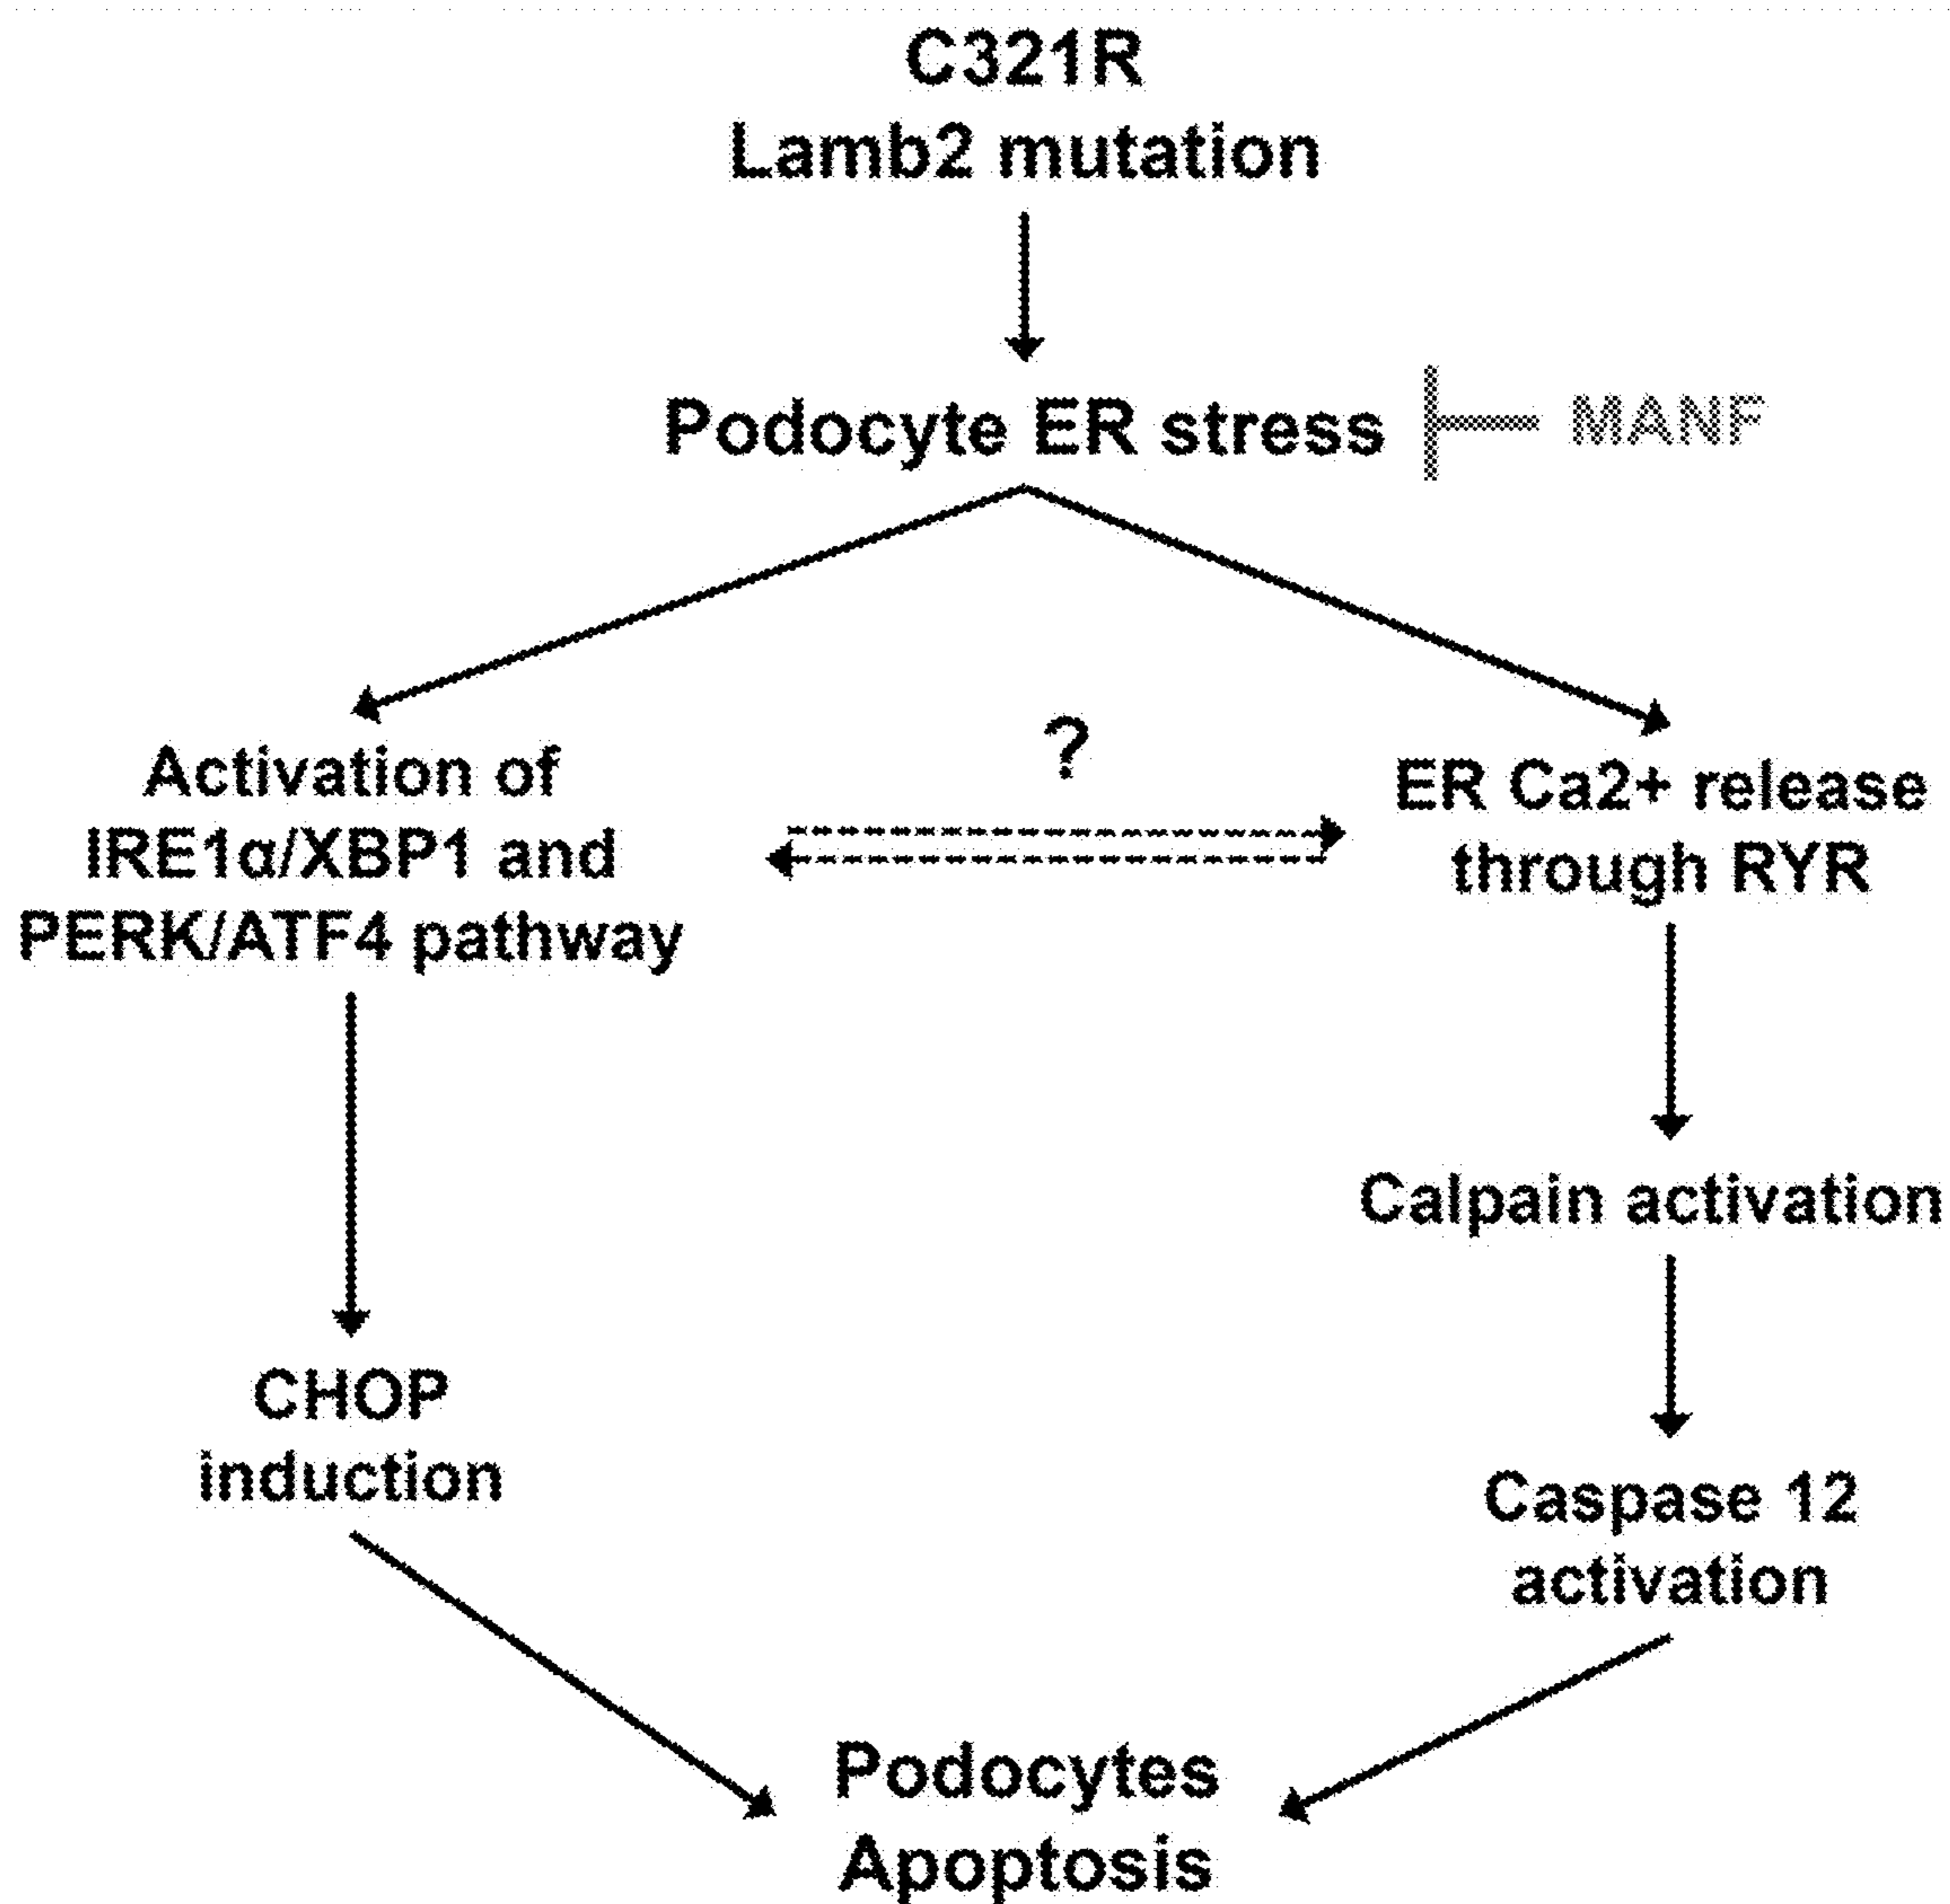 C321R
Lamb2 mutation
Podocyte ER stress
MANF
Activation of
IRE1α/XBP1 and
PERK/ATF4 pathway
?
ER Ca2+ release
through RYR
Calpain activation
CHOP
induction
Caspase 12
activation
Podocytes
Apoptosis